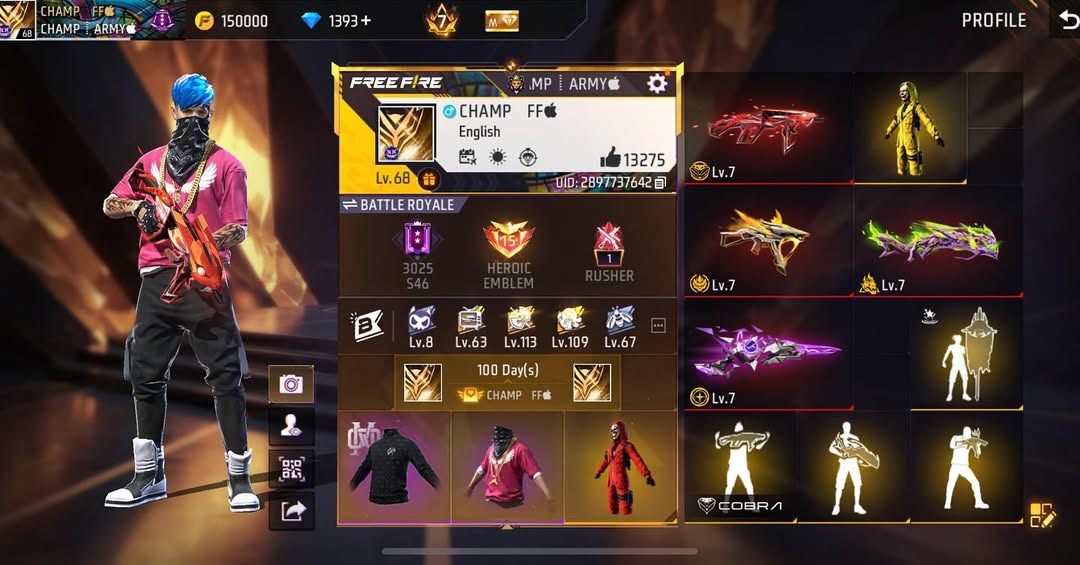 CHAMP FF
CHAMP ARMY
68
150000
1393+
7
M
PROFILE
FREE FIRE
.MP ARMY
CHAMP FF
English
Lv.68
13275
UID: 2897737642
BATTLE ROYALE
3025
S46
15
HEROIC
EMBLEM
1
RUSHER
Lv.8
Lv.63
Lv.113
Lv.109
Lv.67
100 Day(s)
CHAMP FF
Lv.7
Lv.7
Lv.7
Lv.7
COBRA